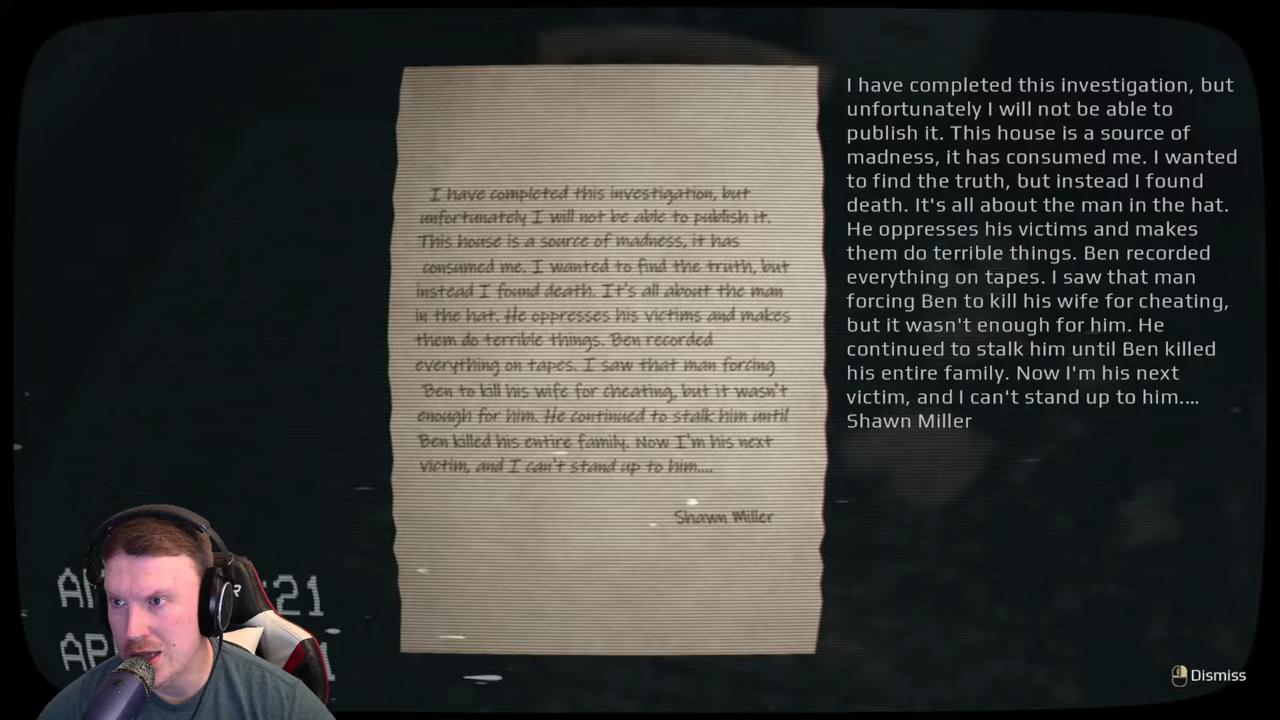 I have completed this investigation, but
unfortunately I will not be able to publish it.
This house is a source of madness, it has
consumed me. I wanted to find the truth, but
instead I found death. It's all about the man
in the hat. He oppresses his victims and makes
them do terrible things. Ben recorded
everything on tapes. I saw that man forcing
Ben to kill his wife for cheating, but it wasn't
enough for him. He continued to stalk him until
Ben killed his entire family. Now I'm his next
victim, and I can't stand up to him....
Shawn Miller
I have completed this investigation, but
unfortunately I will not be able to
publish it. This house is a source of
madness, it has consumed me. I wanted
to find the truth, but instead I found
death. It's all about the man in the hat.
He oppresses his victims and makes
them do terrible things. Ben recorded
everything on tapes. I saw that man
forcing Ben to kill his wife for cheating,
but it wasn't enough for him. He
continued to stalk him until Ben killed
his entire family. Now I'm his next
victim, and I can't stand up to him....
Shawn Miller
Dismiss